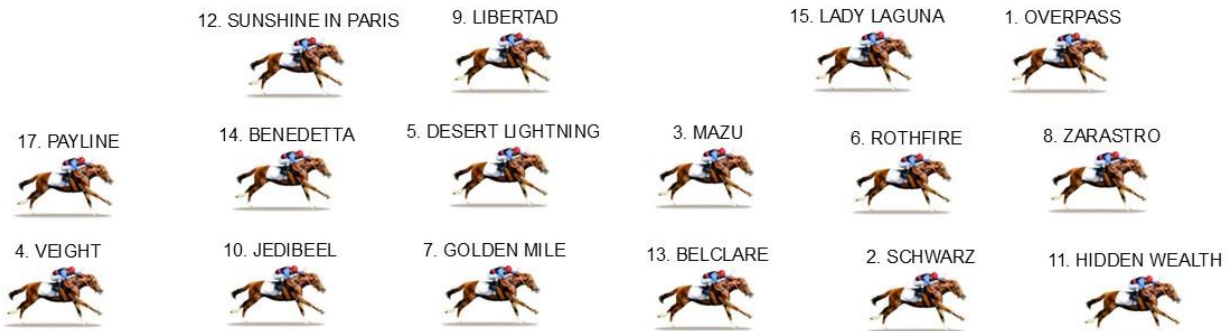 12. SUNSHINE IN PARIS
9. LIBERTAD
15. LADY LAGUNA
1. OVERPASS
17. PAYLINE
14. BENEDETTA
5. DESERT LIGHTNING
3. MAZU
6. ROTHFIRE
8. ZARASTRO
4. VEIGHT
10. JEDIBEEL
7. GOLDEN MILE
13. BELCLARE
2. SCHWARZ
11. HIDDEN WEALTH